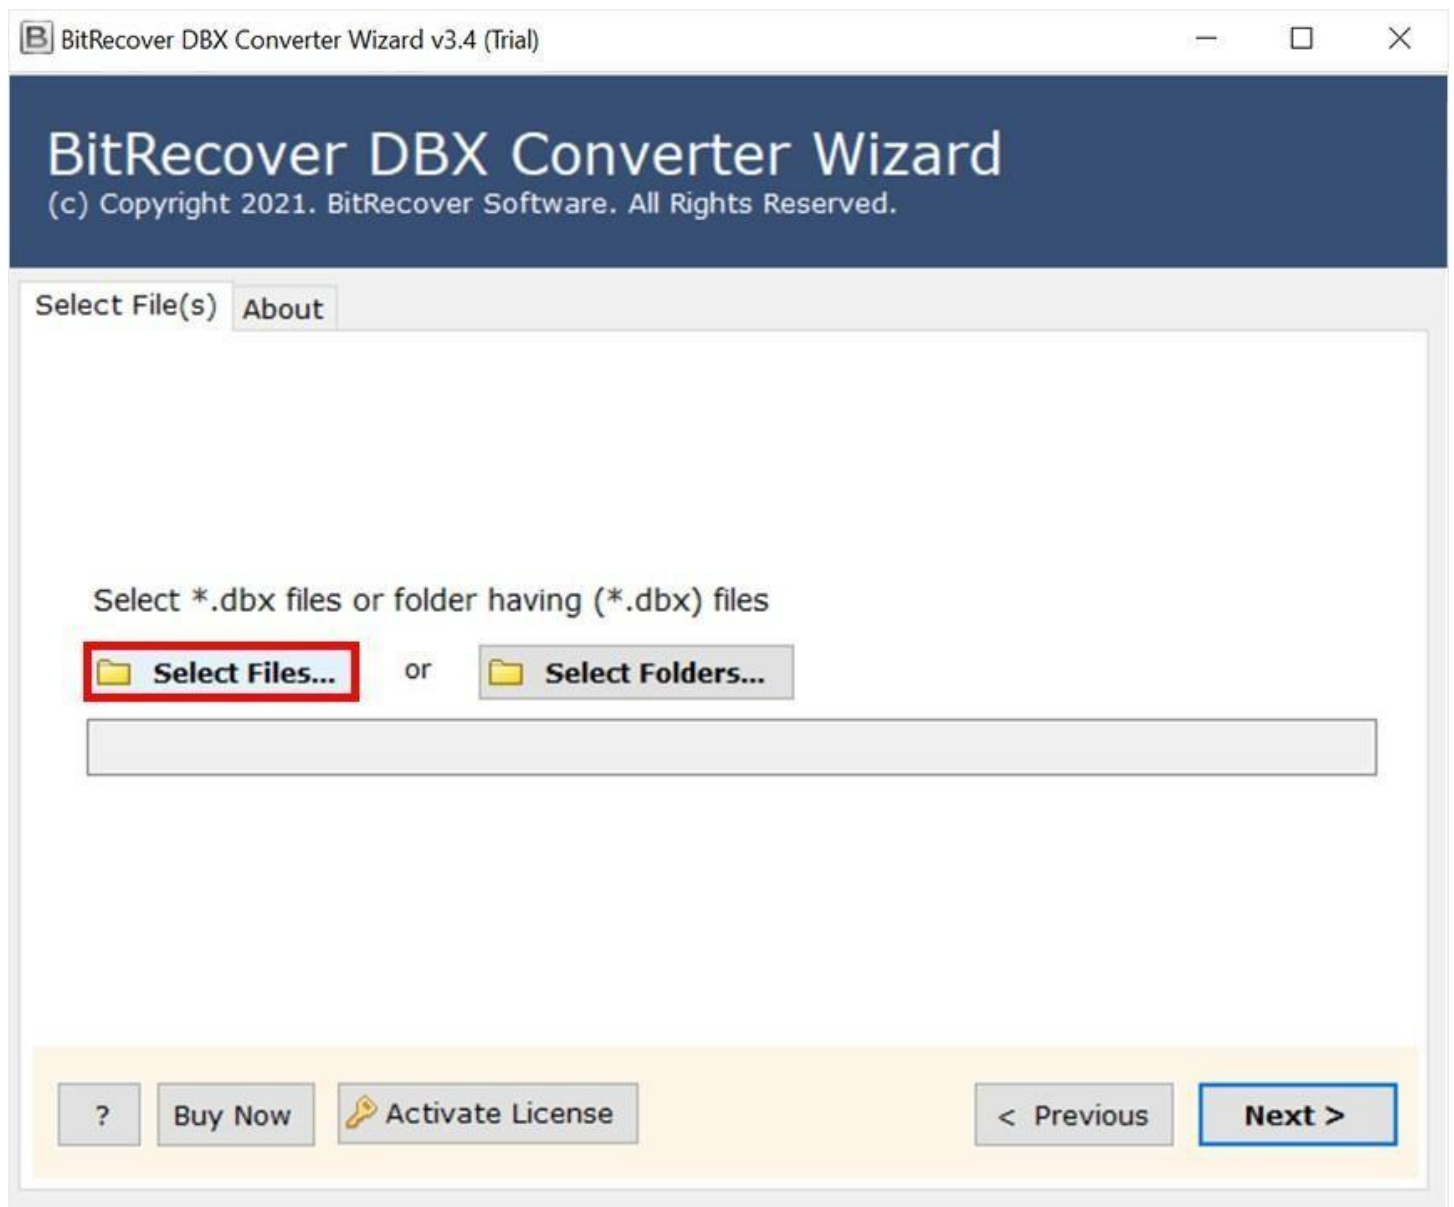 B BitRecover DBX Converter Wizard v3.4 (Trial)
BitRecover DBX Converter Wizard
(c) Copyright 2021. BitRecover Software. All Rights Reserved.
Select File(s) About
Select *.dbx files or folder having (*.dbx) files
Select Files... or Select Folders...
? Buy Now Activate License < Previous Next >